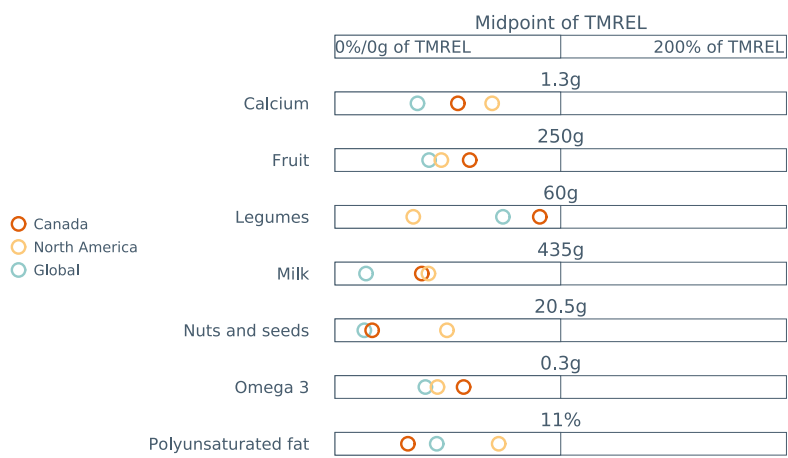 Midpoint of TMREL
0%/0g of TMREL 200% of TMREL
1.3g
Calcium
250g
Fruit
60g
Legumes
435g
Milk
20.5g
Nuts and seeds
0.3g
Omega 3
11%
Polyunsaturated fat
Canada
North America
Global